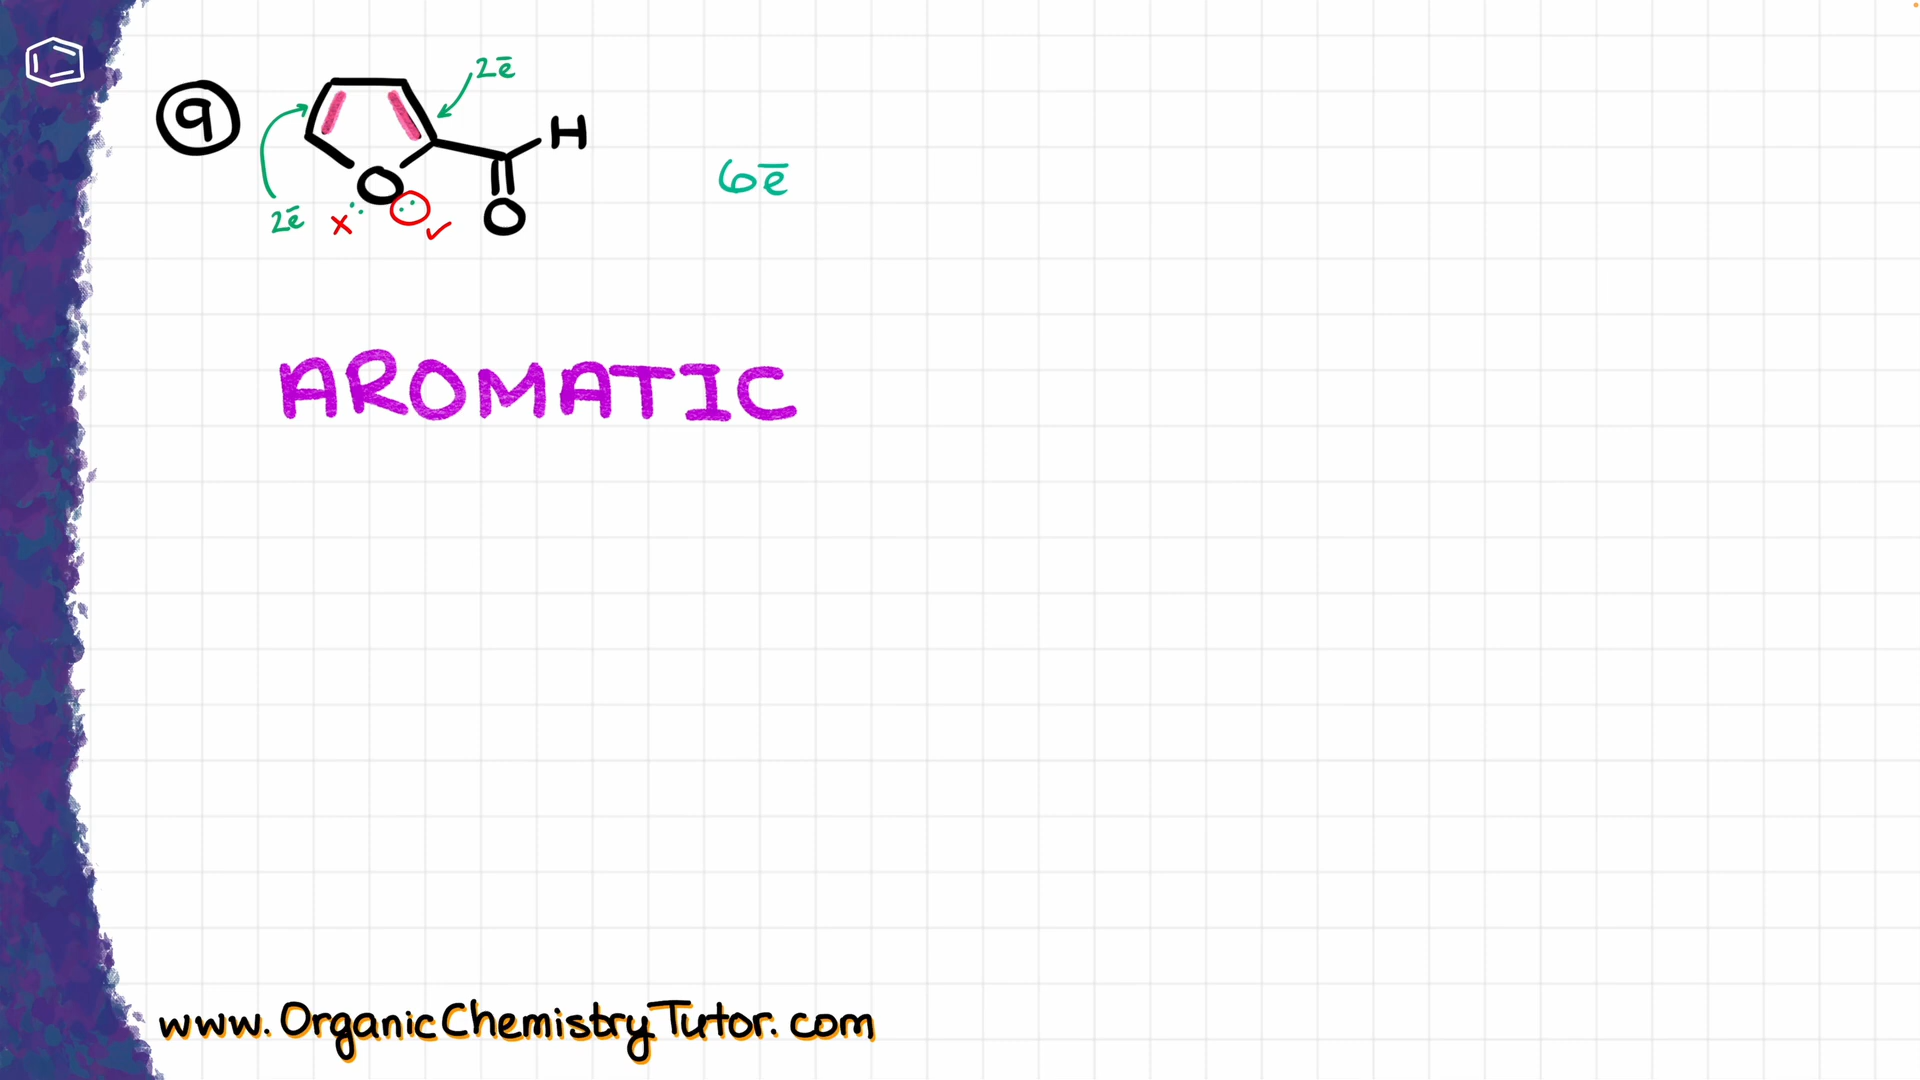 9
2ē
H
6ē
O
O
2ē
AROMATIC
www.OrganicChemistryTutor.com